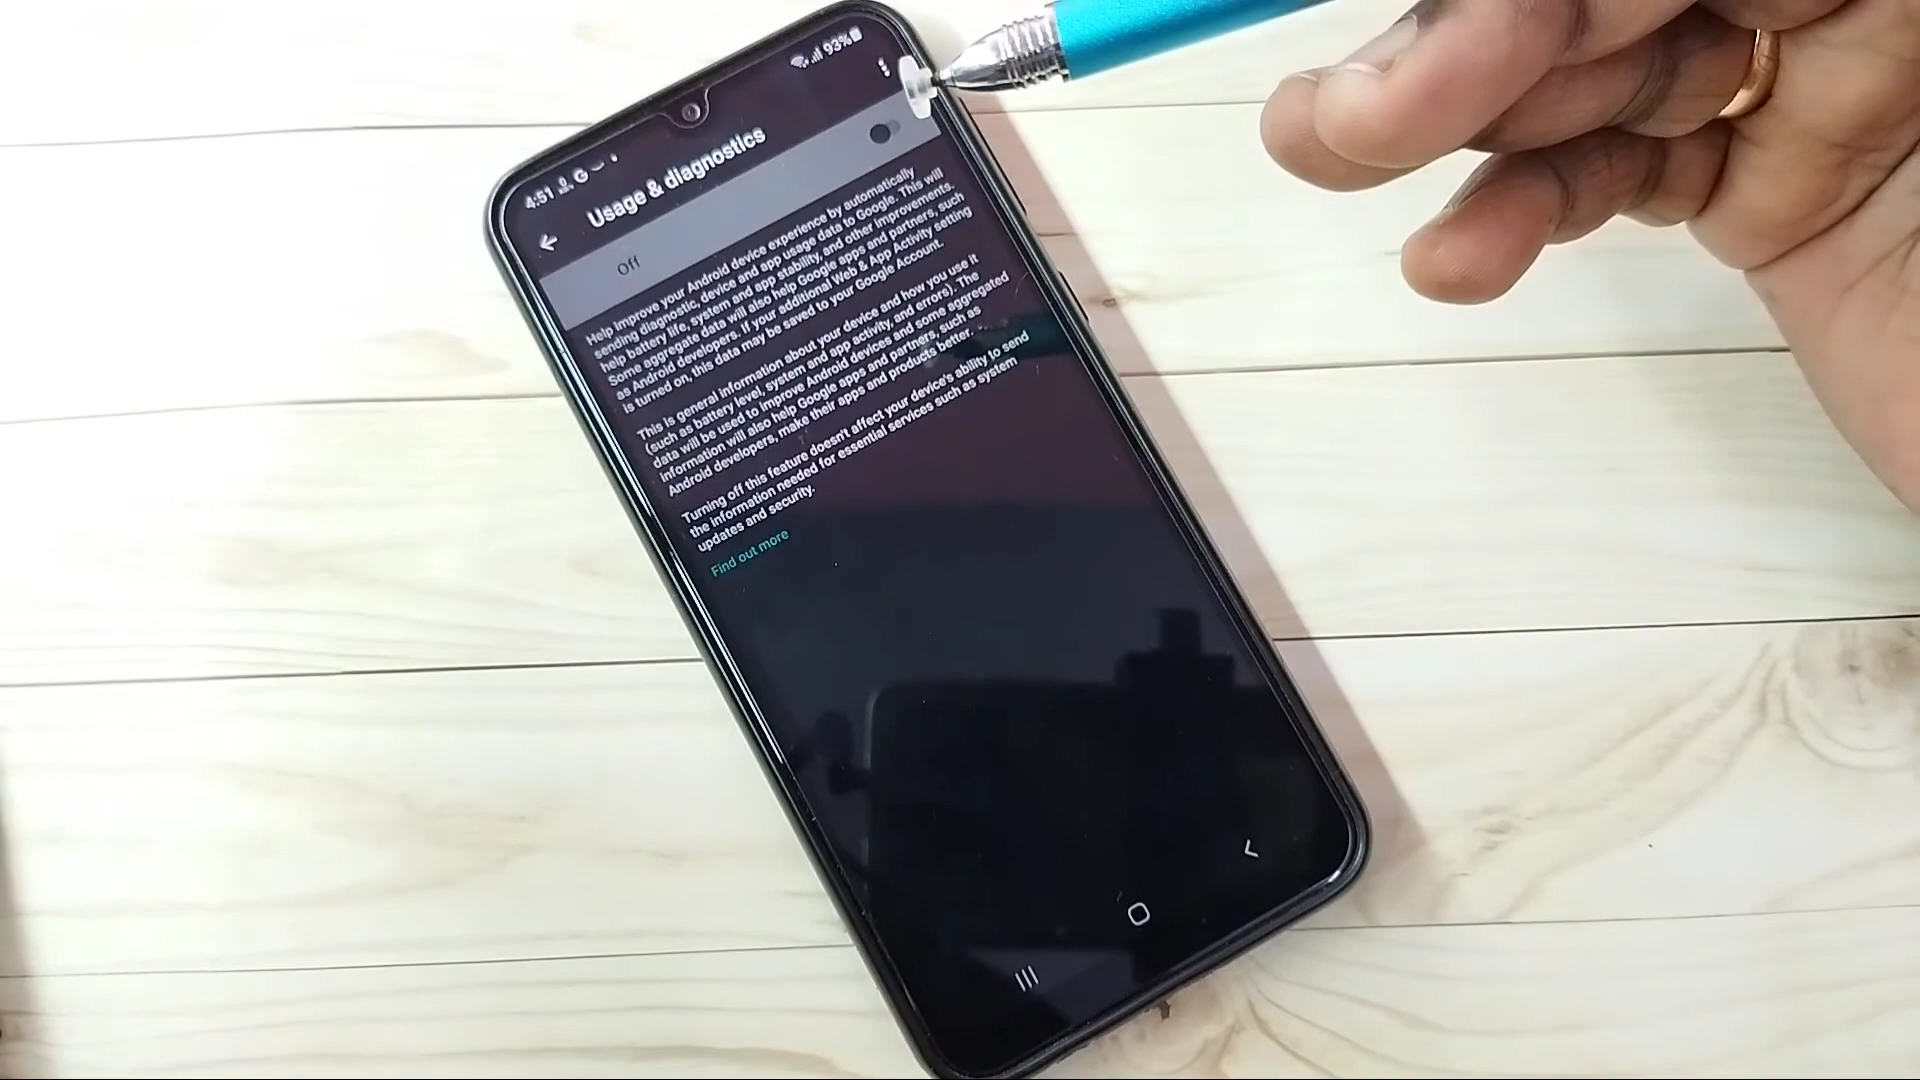 4:51 G 93%
Usage & diagnostics
Off
Help improve your Android device experience by automatically
sending diagnostic, device and app usage data to Google. This will
help battery life, system and app stability, and other improvements.
Some aggregate data will also help Google apps and partners, such
as Android developers. If your additional Web & App Activity setting
is turned on, this data may be saved to your Google Account.
This is general information about your device and how you use it
(such as battery level, system and app activity, and errors). The
data will be used to improve Android devices and some aggregated
information will also help Google apps and partners, such as
Android developers, make their apps and products better.
Turning off this feature doesn't affect your device's ability to send
the information needed for essential services such as system
updates and security.
Find out more